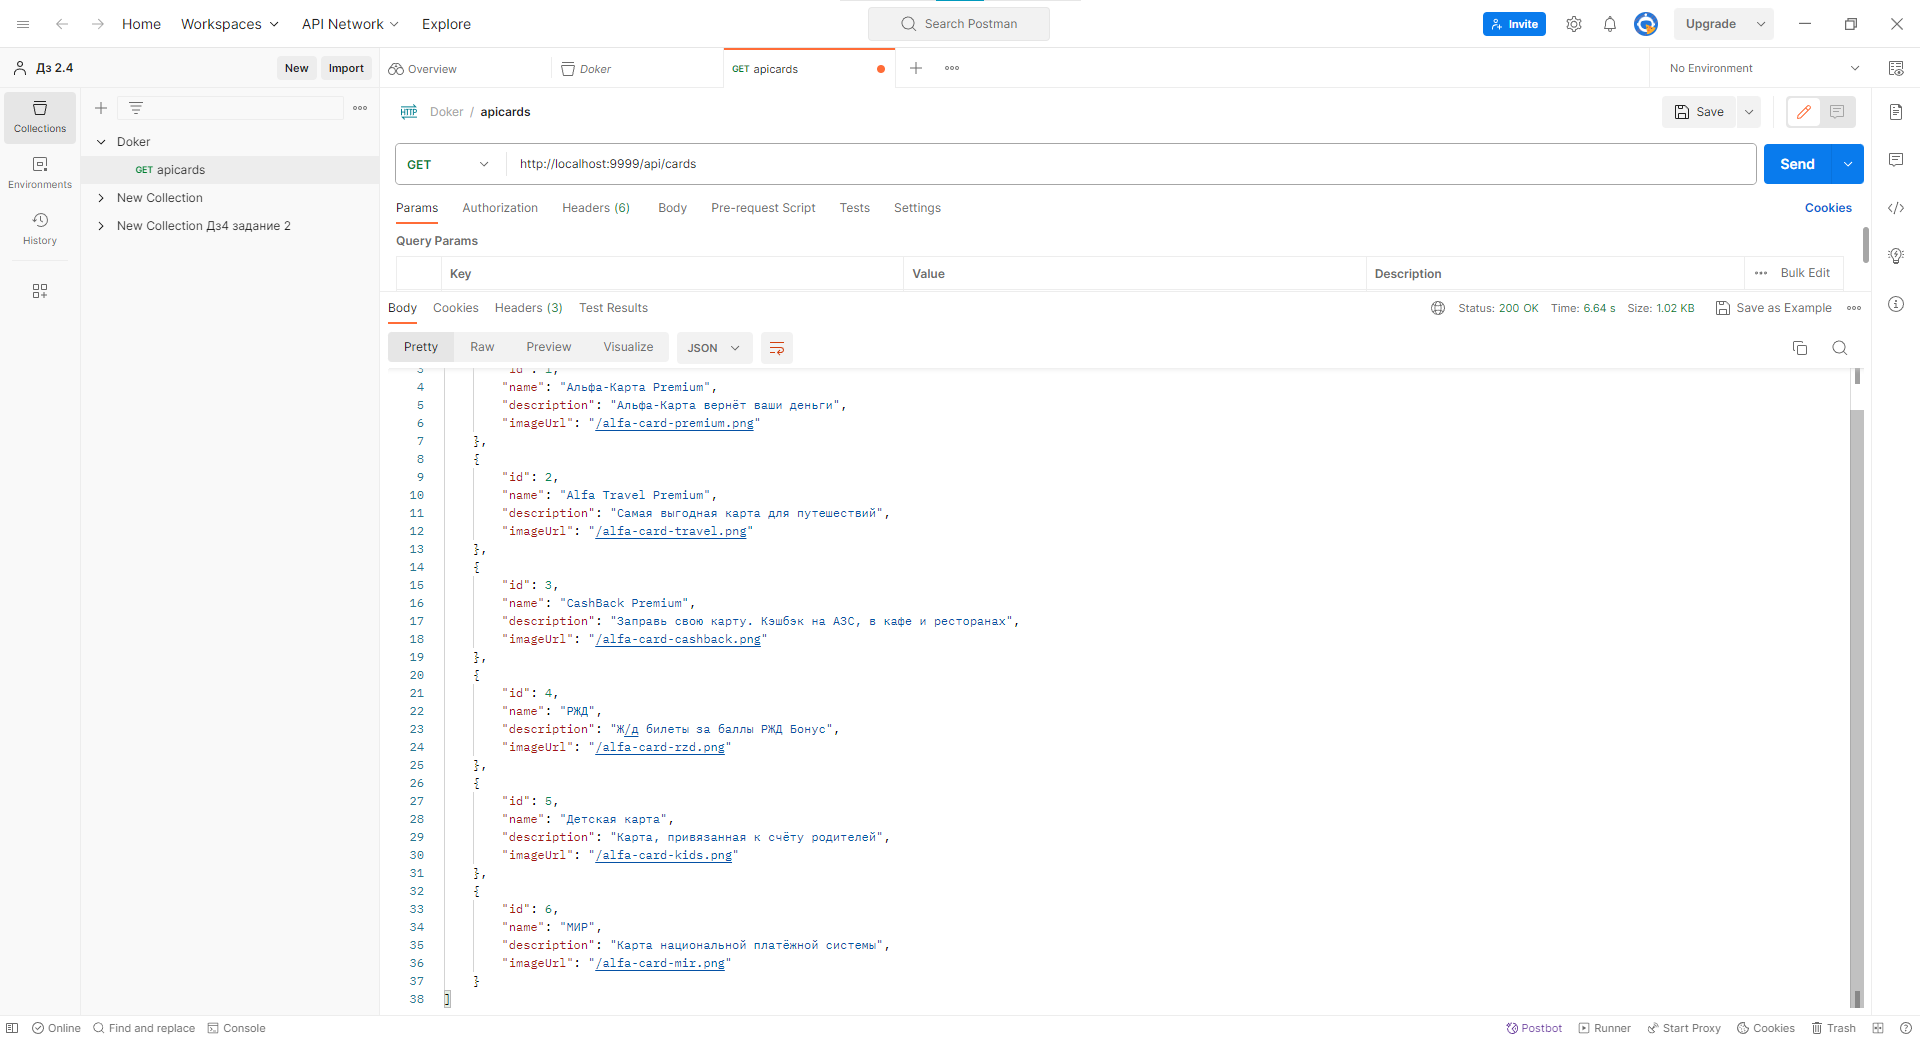 Home Workspaces API Network Explore Search Postman Invite Upgrade
Дз 2.4 New Import Overview Doker GET apicards No Environment
Collections
Environments
History
Doker
GET apicards
New Collection
New Collection Дз4 задание 2
HTTP Doker / apicards Save
GET http://localhost:9999/api/cards Send
Params Authorization Headers (6) Body Pre-request Script Tests Settings Cookies
Query Params
Key Value Description Bulk Edit
Body Cookies Headers (3) Test Results Status: 200 OK Time: 6.64 s Size: 1.02 KB Save as Example
Pretty Raw Preview Visualize JSON
3 "id": 1,
4 "name": "Альфа-Карта Premium",
5 "description": "Альфа-Карта вернёт ваши деньги",
6 "imageUrl": "/alfa-card-premium.png"
7 },
8 {
9 "id": 2,
10 "name": "Alfa Travel Premium",
11 "description": "Самая выгодная карта для путешествий",
12 "imageUrl": "/alfa-card-travel.png"
13 },
14 {
15 "id": 3,
16 "name": "CashBack Premium",
17 "description": "Заправь свою карту. Кэшбэк на АЗС, в кафе и ресторанах",
18 "imageUrl": "/alfa-card-cashback.png"
19 },
20 {
21 "id": 4,
22 "name": "РЖД",
23 "description": "Ж/д билеты за баллы РЖД Бонус",
24 "imageUrl": "/alfa-card-rzd.png"
25 },
26 {
27 "id": 5,
28 "name": "Детская карта",
29 "description": "Карта, привязанная к счёту родителей",
30 "imageUrl": "/alfa-card-kids.png"
31 },
32 {
33 "id": 6,
34 "name": "МИР",
35 "description": "Карта национальной платёжной системы",
36 "imageUrl": "/alfa-card-mir.png"
37 }
38 ]
Online Find and replace Console Postbot Runner Start Proxy Cookies Trash